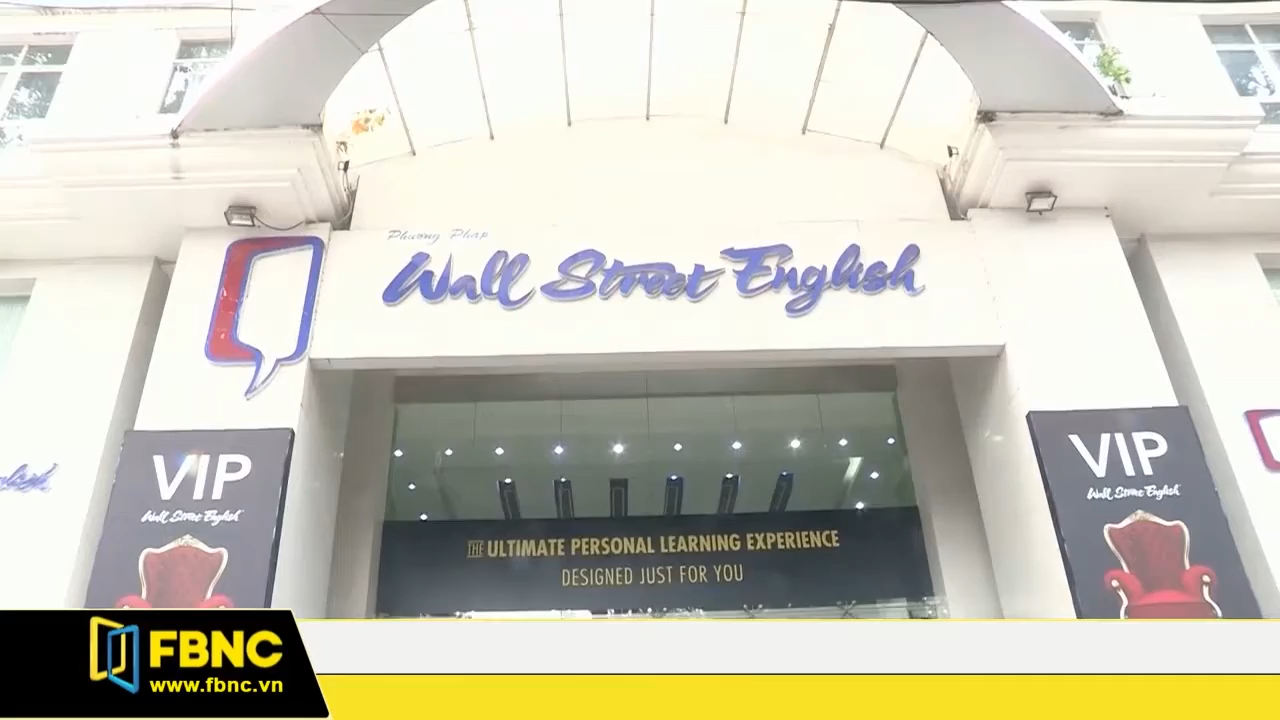 Phương Pháp
Wall Street English
VIP
Wall Street English
VIP
Wall Street English
THE ULTIMATE PERSONAL LEARNING EXPERIENCE
DESIGNED JUST FOR YOU
FBNC
www.fbnc.vn